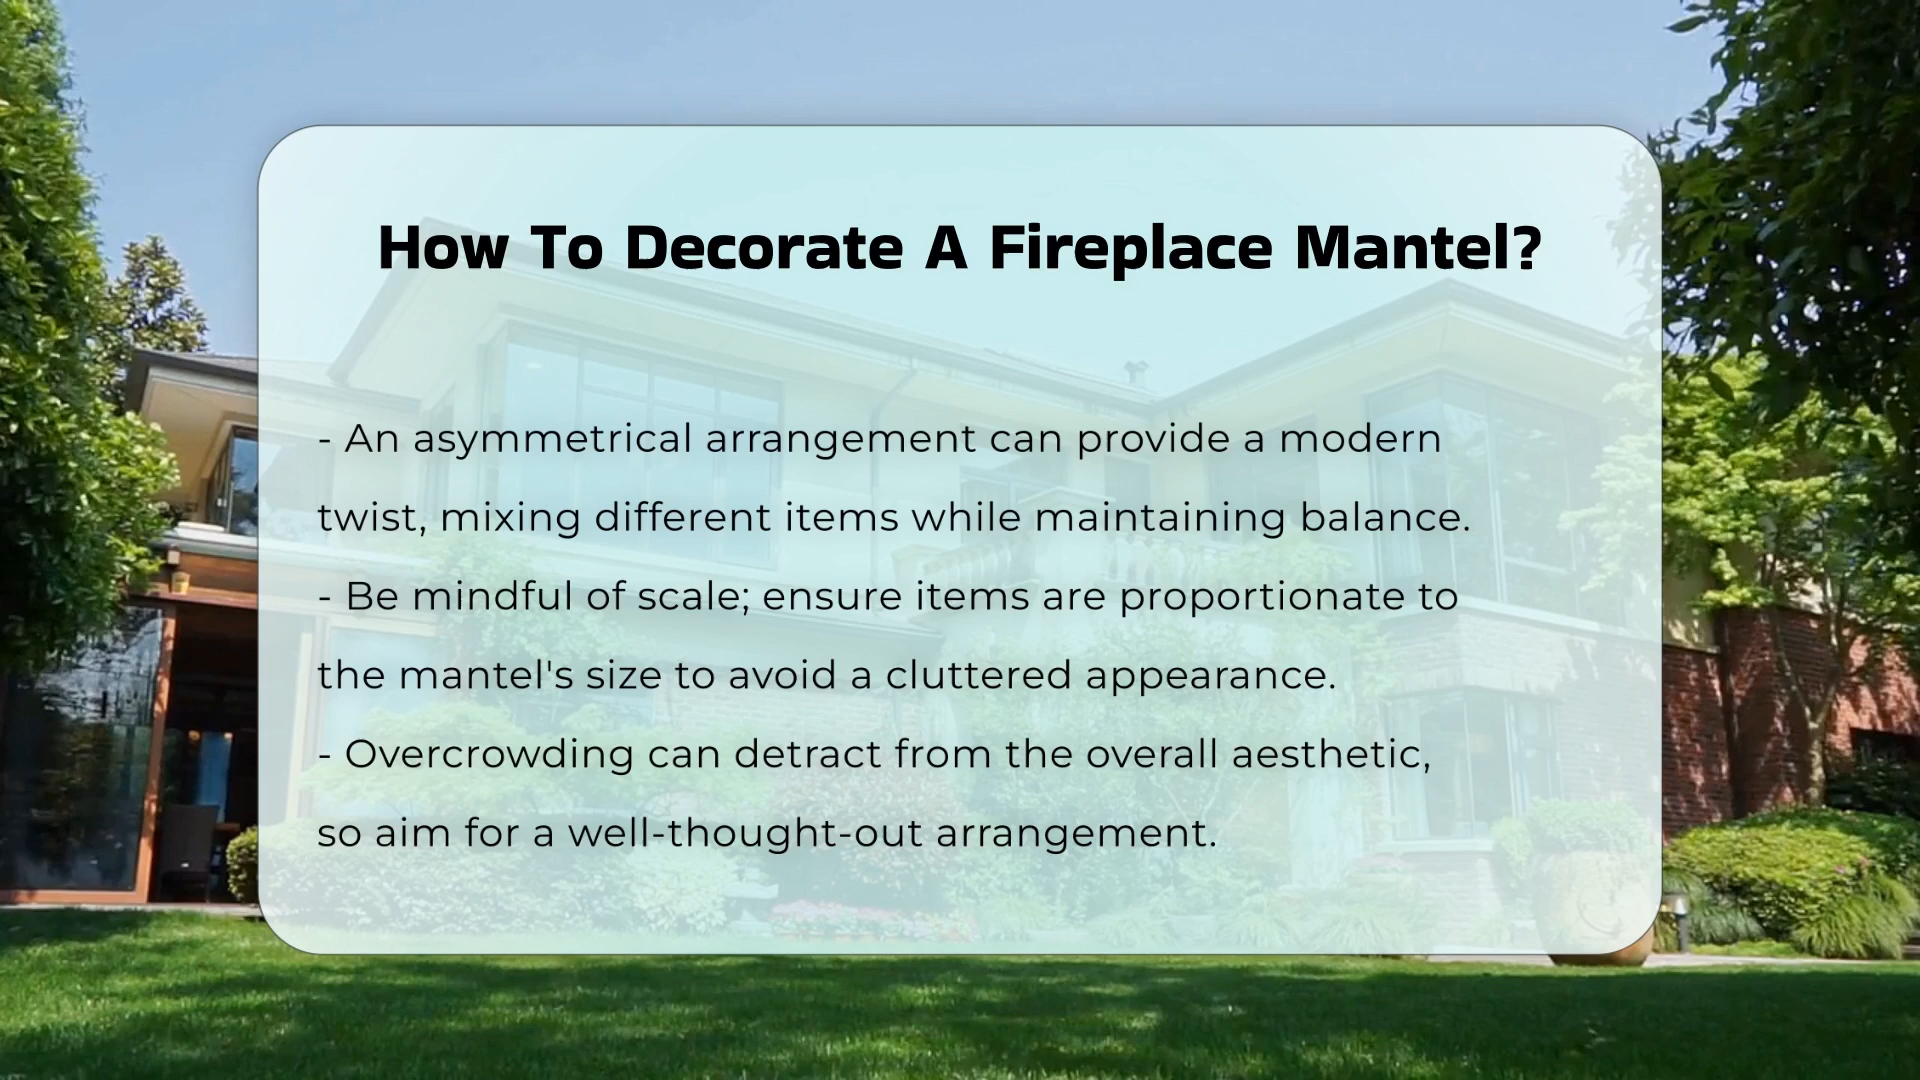 How To Decorate A Fireplace Mantel?
- An asymmetrical arrangement can provide a modern
twist, mixing different items while maintaining balance.
- Be mindful of scale; ensure items are proportionate to
the mantel's size to avoid a cluttered appearance.
- Overcrowding can detract from the overall aesthetic,
so aim for a well-thought-out arrangement.